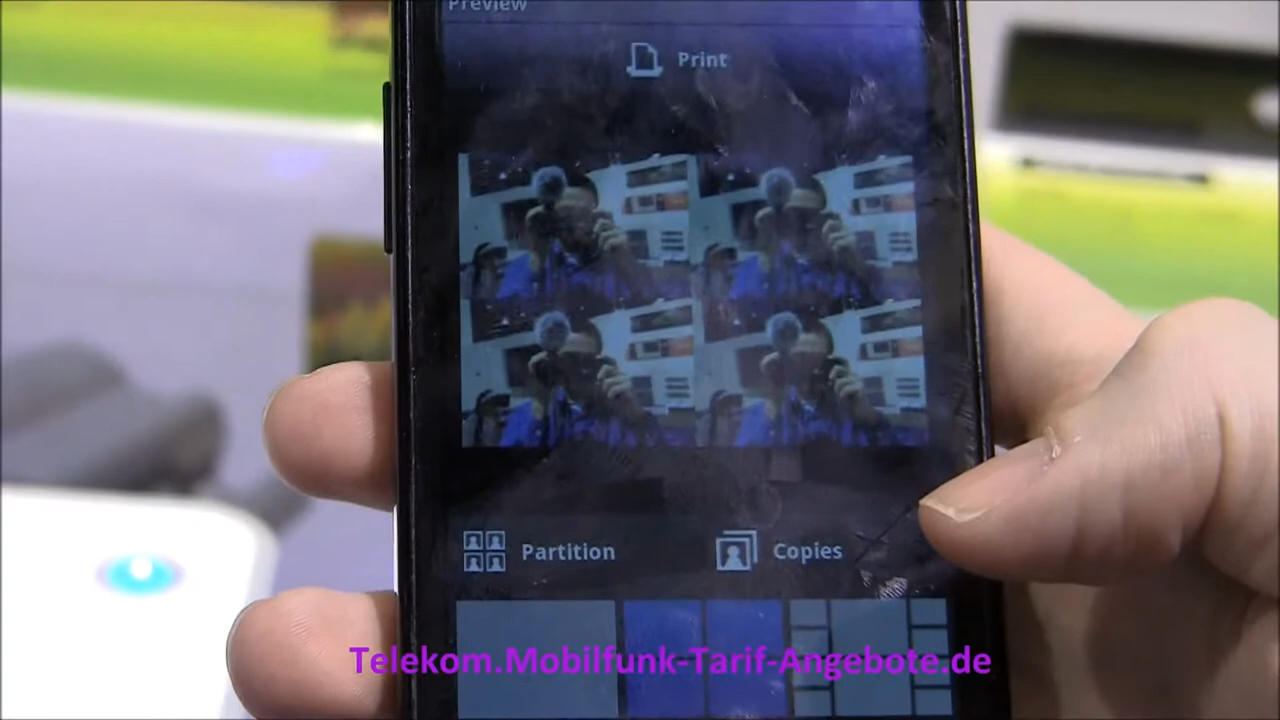 Preview
Print
Partition
Copies
Telekom.Mobilfunk-Tarif-Angebote.de